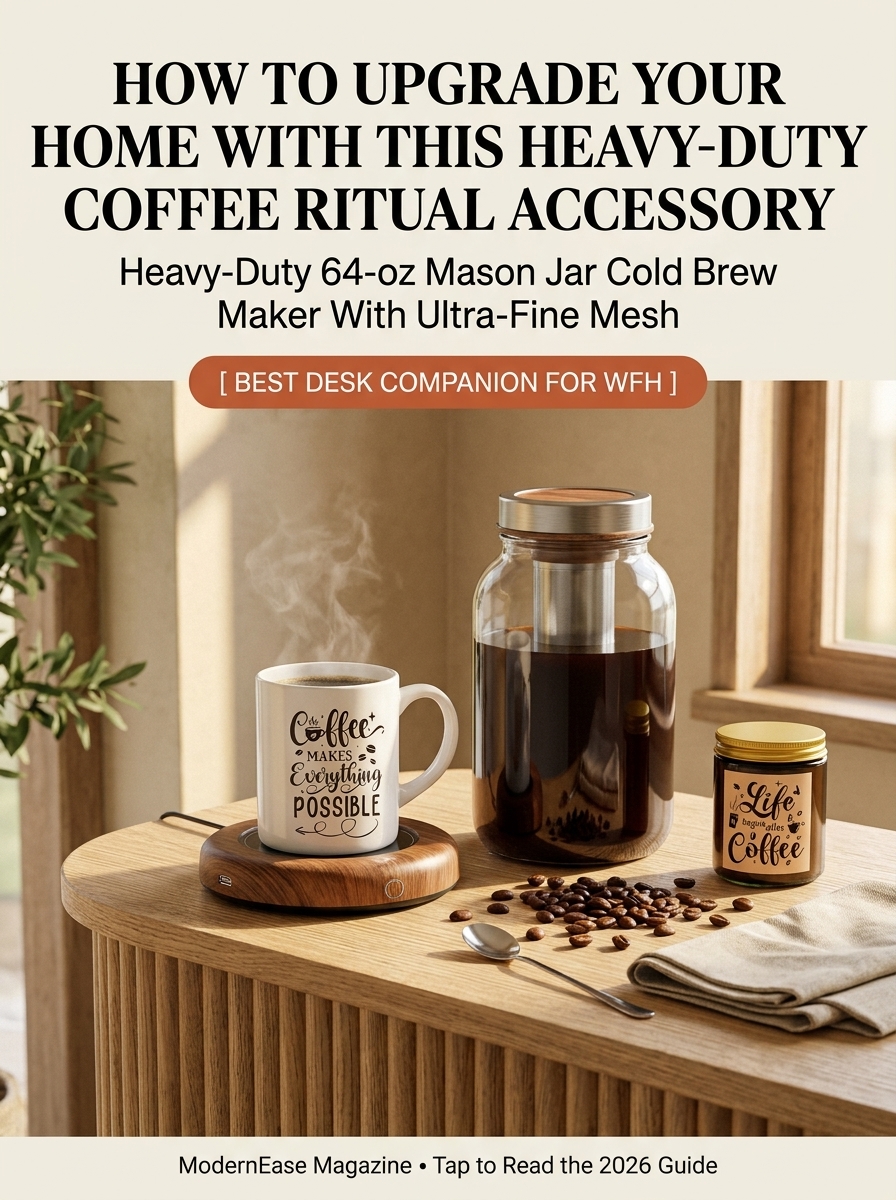 HOW TO UPGRADE YOUR
HOME WITH THIS HEAVY-DUTY
COFFEE RITUAL ACCESSORY
Heavy-Duty 64-oz Mason Jar Cold Brew
Maker With Ultra-Fine Mesh
[ BEST DESK COMPANION FOR WFH ]
Coffee
MAKES
Everything
POSSIBLE
Life
Coffee
ModernEase Magazine • Tap to Read the 2026 Guide